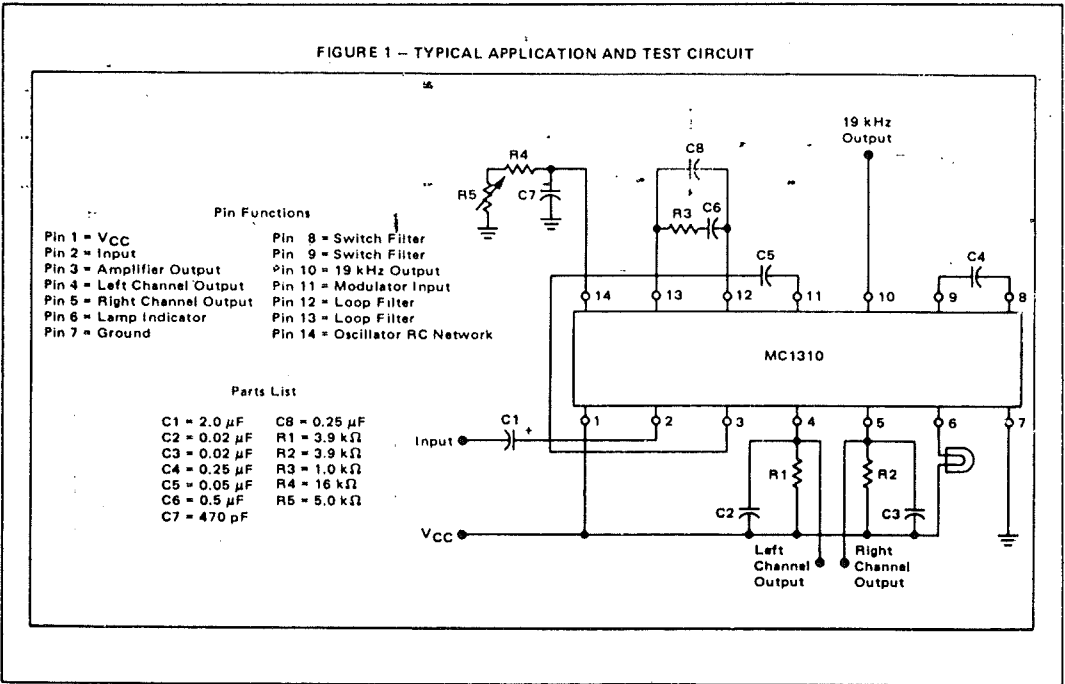 FIGURE 1 – TYPICAL APPLICATION AND TEST CIRCUIT
19 kHz
Output
R4
R5
C7
C8
R3
C6
C5
C4
Pin Functions
Pin 1 = VCC
Pin 2 = Input
Pin 3 = Amplifier Output
Pin 4 = Left Channel Output
Pin 5 = Right Channel Output
Pin 6 = Lamp Indicator
Pin 7 = Ground
Pin 8 = Switch Filter
Pin 9 = Switch Filter
Pin 10 = 19 kHz Output
Pin 11 = Modulator Input
Pin 12 = Loop Filter
Pin 13 = Loop Filter
Pin 14 = Oscillator RC Network
14 13 12 11 10 9 8
MC1310
1 2 3 4 5 6 7
Parts List
C1 = 2.0 μF
C2 = 0.02 μF
C3 = 0.02 μF
C4 = 0.25 μF
C5 = 0.05 μF
C6 = 0.5 μF
C7 = 470 pF
C8 = 0.25 μF
R1 = 3.9 kΩ
R2 = 3.9 kΩ
R3 = 1.0 kΩ
R4 = 16 kΩ
R5 = 5.0 kΩ
Input
C1
+
R1
R2
C2
C3
VCC
Left
Channel
Output
Right
Channel
Output